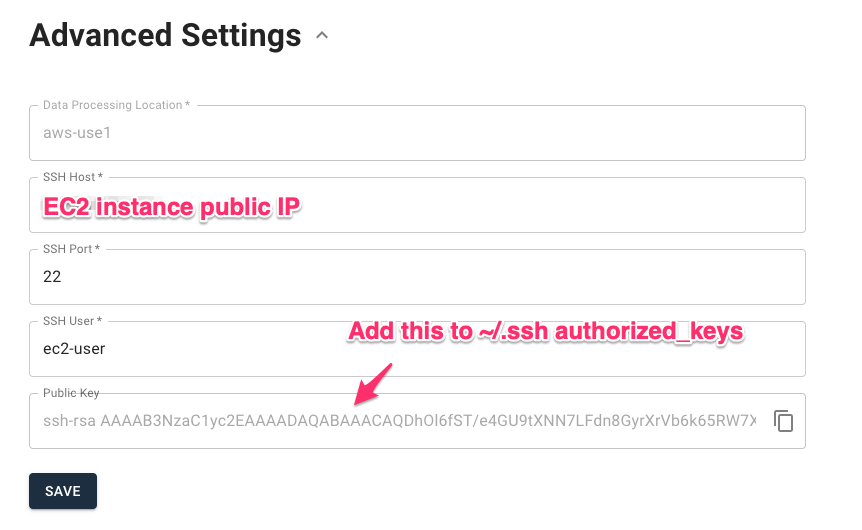 Advanced Settings
Data Processing Location *
aws-use1
SSH Host *
EC2 instance public IP
SSH Port *
22
SSH User *
Add this to ~/.ssh authorized_keys
ec2-user
Public Key
ssh-rsa AAAAB3NzaC1yc2EAAAADAQABAAACAQDhOl6fST/e4GU9tXNN7LFdn8GyrXrVb6k65RW7X
SAVE